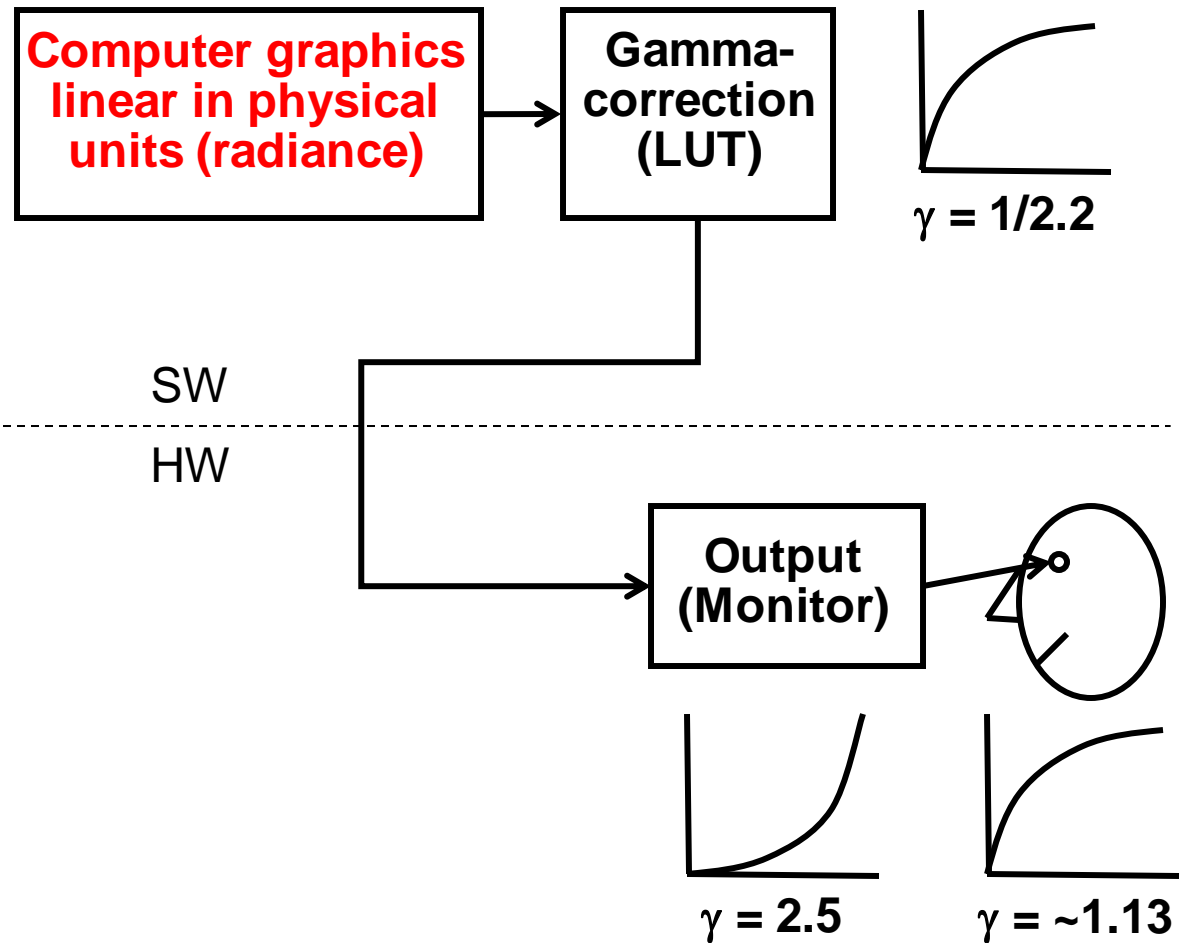 Computer graphics
linear in physical
units (radiance)
Gamma-
correction
(LUT)
γ = 1/2.2
SW
HW
Output
(Monitor)
γ = 2.5
γ = ~1.13